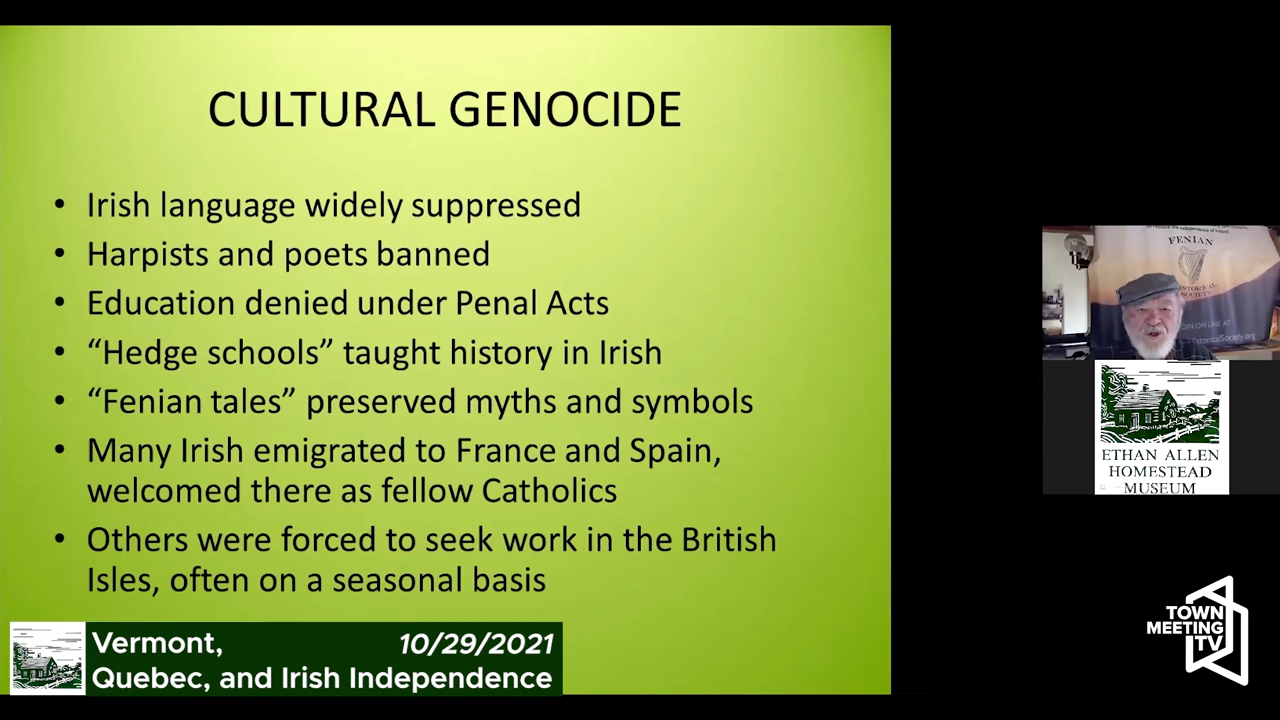 CULTURAL GENOCIDE
• Irish language widely suppressed
• Harpists and poets banned
• Education denied under Penal Acts
• “Hedge schools” taught history in Irish
• “Fenian tales” preserved myths and symbols
• Many Irish emigrated to France and Spain,
welcomed there as fellow Catholics
• Others were forced to seek work in the British
Isles, often on a seasonal basis
Vermont, 10/29/2021
Quebec, and Irish Independence
FENIAN
ETHAN ALLEN
HOMESTEAD
MUSEUM
TOWN
MEETING
TV